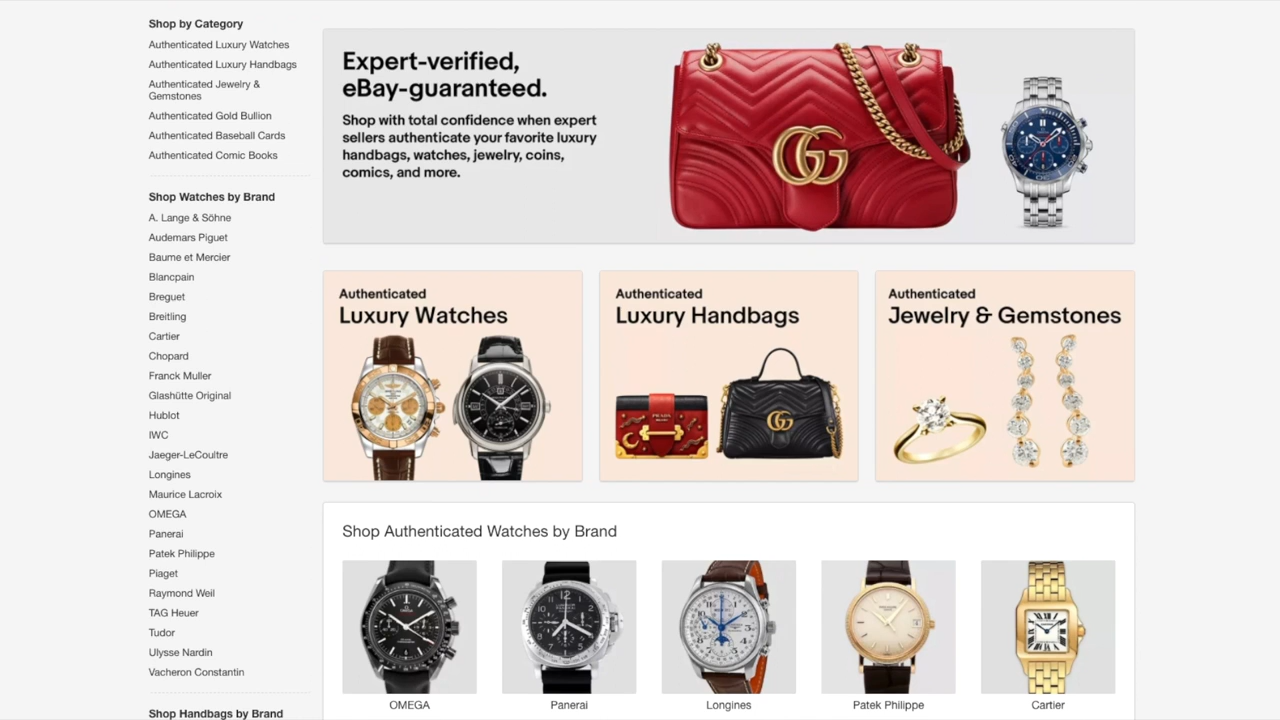 Shop by Category
Authenticated Luxury Watches
Authenticated Luxury Handbags
Authenticated Jewelry &
Gemstones
Authenticated Gold Bullion
Authenticated Baseball Cards
Authenticated Comic Books
Shop Watches by Brand
A. Lange & Söhne
Audemars Piguet
Baume et Mercier
Blancpain
Breguet
Breitling
Cartier
Chopard
Franck Muller
Glashütte Original
Hublot
IWC
Jaeger-LeCoultre
Longines
Maurice Lacroix
OMEGA
Panerai
Patek Philippe
Piaget
Raymond Weil
TAG Heuer
Tudor
Ulysse Nardin
Vacheron Constantin
Shop Handbags by Brand
Expert-verified,
eBay-guaranteed.
Shop with total confidence when expert
sellers authenticate your favorite luxury
handbags, watches, jewelry, coins,
comics, and more.
Authenticated
Luxury Watches
Authenticated
Luxury Handbags
PRADA
Authenticated
Jewelry & Gemstones
Shop Authenticated Watches by Brand
OMEGA
Panerai
Longines
Patek Philippe
Cartier